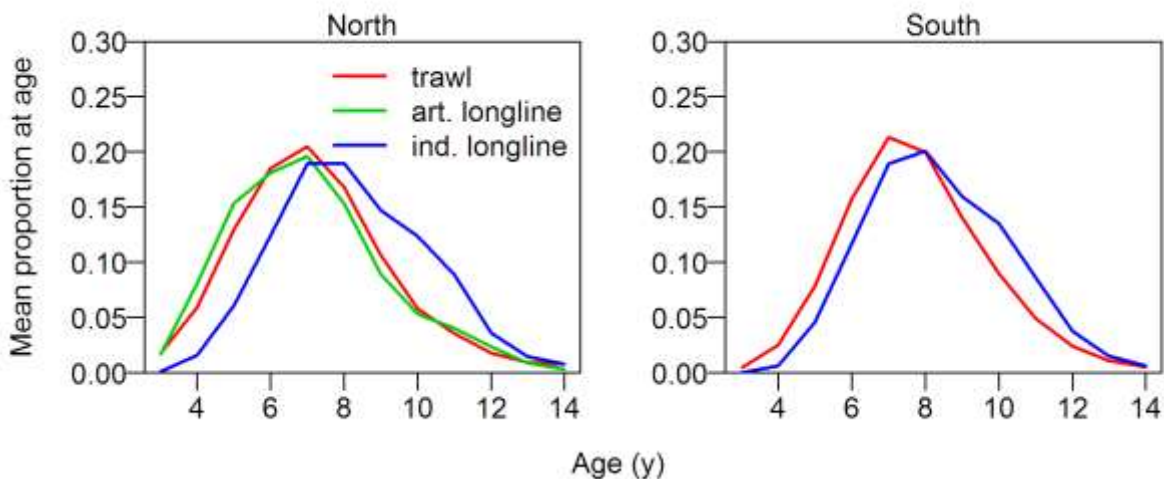 North
South
Mean proportion at age
0.30
0.25
0.20
0.15
0.10
0.05
0.00
trawl
art. longline
ind. longline
4 6 8 10 12 14
0.30
0.25
0.20
0.15
0.10
0.05
0.00
4 6 8 10 12 14
Age (y)